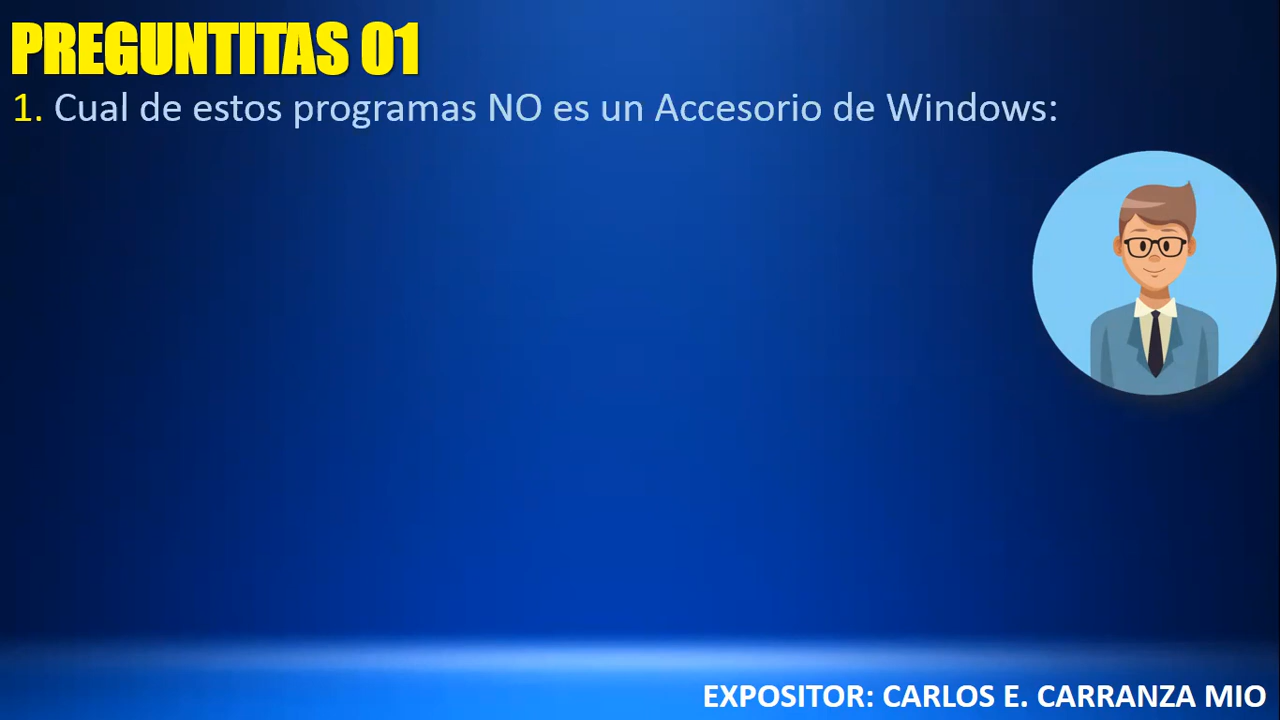 PREGUNTITAS 01
1. Cual de estos programas NO es un Accesorio de Windows:
EXPOSITOR: CARLOS E. CARRANZA MIO